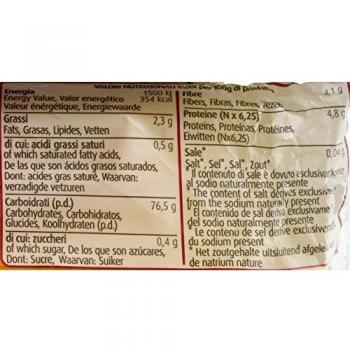 VALORI NUTRIZIONALI medi per 100g di prodotto
Energia 1500 kJ
Energy Value, Valor energético 354 kcal
Valeur énérgétique, Energiewaarde
Grassi 2,3 g
Fats, Grasas, Lipides, Vetten
di cui: acidi grassi saturi 0,5 g
of which saturated fatty acids,
De las que son ácidos grasos saturados,
Dont: acides gras saturé, Waarvan:
verzadigde vetzuren
Carboidrati (p.d.) 76,5 g
Carbohydrates, Carbohidratos,
Glucides, Koolhydraten (p.d.)
di cui: zuccheri 0,4 g
of which sugar, De los que son azúcares,
Dont: Sucre, Waarvan: Suiker
Fibre 4,1 g
Fibers, Fibras, Fibres, Vezels
Proteine (N x 6,25) 4,8 g
Proteins, Proteínas, Protéines,
Eiwitten (Nx6,25)
Sale* 0,04 g
Salt*, Sel*, Sal*, Zout*
* Il contenuto di sale è dovuto esclusivamente
al sodio naturalmente presente
* The content of salt derives exclusively
from the sodium naturally present
* El contenido de sal deriva exclusivamente
del sodio naturalmente presente
* Le contenu de sel derive exclusivement
du sodium present
* Het zoutgehalte uitsluitend
de natrium nature